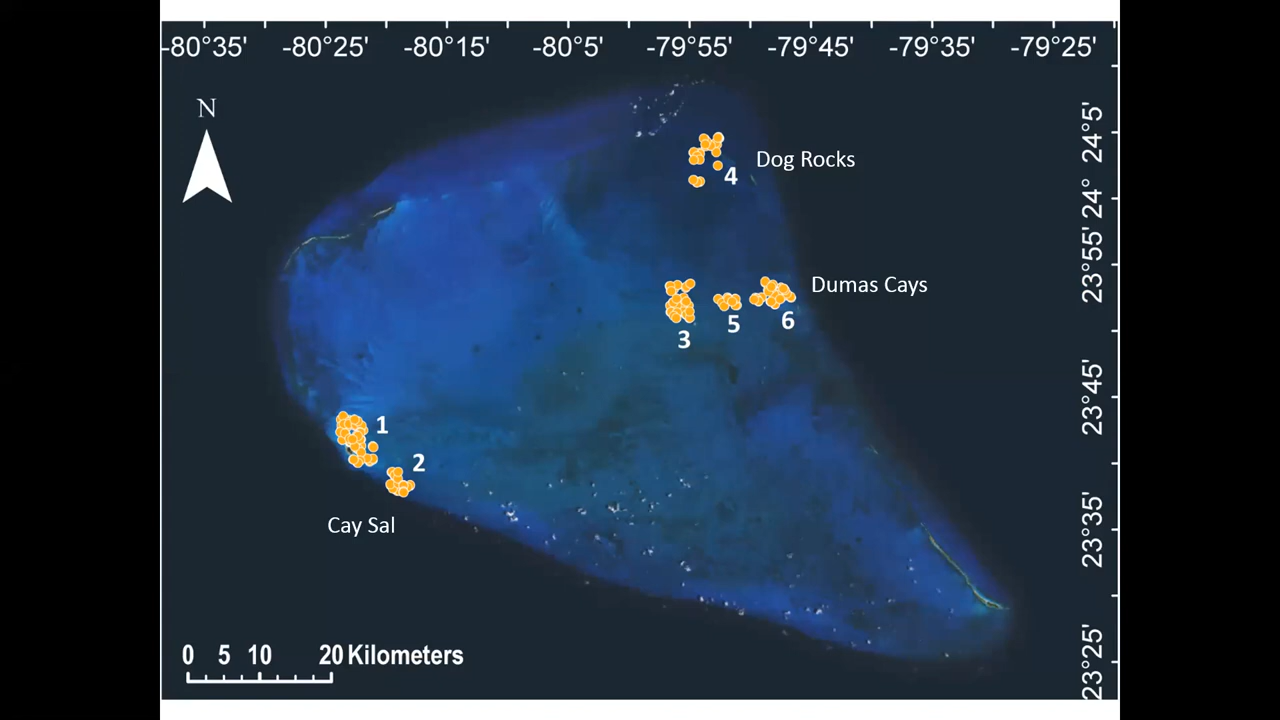 -80°35' -80°25' -80°15' -80°5' -79°55' -79°45' -79°35' -79°25'
N
24°5'
Dog Rocks
4
24°
23°55'
Dumas Cays
3 5 6
23°45'
1
2
Cay Sal
23°35'
23°25'
0 5 10 20 Kilometers